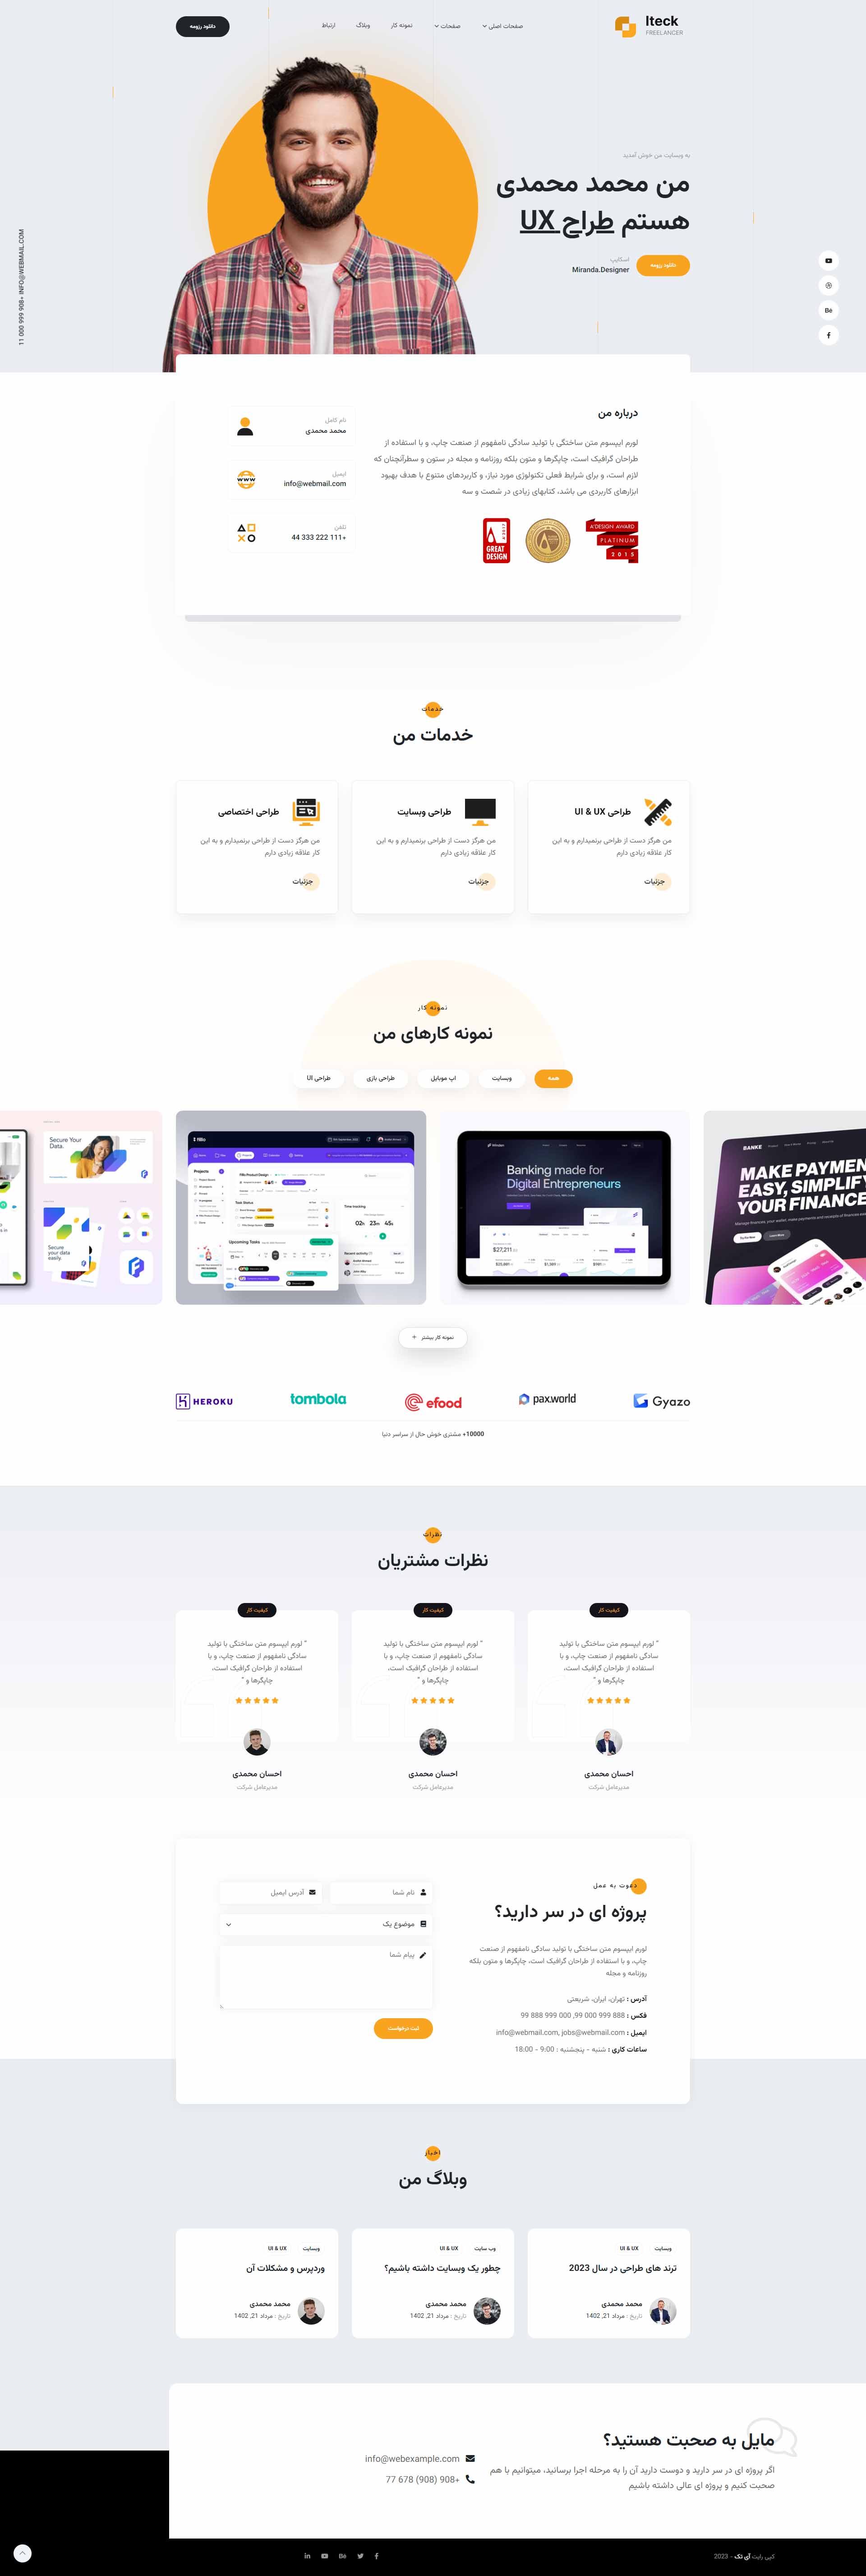 Iteck
FREELANCER
صفحات اصلی
صفحات
نمونه کار
وبلاگ
ارتباط
دانلود رزومه
به وبسایت من خوش آمدید
من محمد محمدی
هستم طراح UX
دانلود رزومه
اسکایپ
Miranda.Designer
11 000 999 908+ INFO@WEBMAIL.COM
Bé
درباره من
لورم ایپسوم متن ساختگی با تولید سادگی نامفهوم از صنعت چاپ، و با استفاده از
طراحان گرافیک است، چاپگرها و متون بلکه روزنامه و مجله در ستون و سطرآنچنان که
لازم است، و برای شرایط فعلی تکنولوژی مورد نیاز، و کاربردهای متنوع با هدف بهبود
ابزارهای کاربردی می باشد، کتابهای زیادی در شصت و سه
A'DESIGN AWARD
PLATINUM
2015
GREAT
DESIGN
نام کامل
محمد محمدی
ایمیل
info@webmail.com
تلفن
44 333 222 111+
خدمات
خدمات من
طراحی UI & UX
من هرگز دست از طراحی برنمیدارم و به این
کار علاقه زیادی دارم
جزئیات
طراحی وبسایت
من هرگز دست از طراحی برنمیدارم و به این
کار علاقه زیادی دارم
جزئیات
طراحی اختصاصی
من هرگز دست از طراحی برنمیدارم و به این
کار علاقه زیادی دارم
جزئیات
نمونه کار
نمونه کارهای من
همه
وبسایت
اپ موبایل
طراحی بازی
طراحی UI
BANKE
MAKE PAYMEN
EASY, SIMPLIFY
YOUR FINANCE
Banking made for
Digital Entrepreneurs
$27,211
Projects
Task Status
Time tracking
Upcoming Tasks
Recent activity
Secure Your
Data.
Secure
your data
easily.
نمونه کار بیشتر +
Gyazo
pax.world
efood
tombola
HEROKU
10000+ مشتری خوش حال از سراسر دنیا
نظرات
نظرات مشتریان
کیفیت کار
" لورم ایپسوم متن ساختگی با تولید
سادگی نامفهوم از صنعت چاپ، و با
استفاده از طراحان گرافیک است،
چاپگرها و "
احسان محمدی
مدیرعامل شرکت
کیفیت کار
" لورم ایپسوم متن ساختگی با تولید
سادگی نامفهوم از صنعت چاپ، و با
استفاده از طراحان گرافیک است،
چاپگرها و "
احسان محمدی
مدیرعامل شرکت
کیفیت کار
" لورم ایپسوم متن ساختگی با تولید
سادگی نامفهوم از صنعت چاپ، و با
استفاده از طراحان گرافیک است،
چاپگرها و "
احسان محمدی
مدیرعامل شرکت
دعوت به عمل
پروژه ای در سر دارید؟
لورم ایپسوم متن ساختگی با تولید سادگی نامفهوم از صنعت
چاپ، و با استفاده از طراحان گرافیک است، چاپگرها و متون بلکه
روزنامه و مجله
آدرس : تهران، ایران، شریعتی
فکس : 888 999 000 99, 000 999 888 99
ایمیل : info@webmail.com, jobs@webmail.com
ساعات کاری : شنبه - پنجشنبه : 9:00 - 18:00
نام شما
آدرس ایمیل
موضوع یک
پیام شما
ثبت درخواست
اخبار
وبلاگ من
وبسایت UI & UX
ترند های طراحی در سال 2023
محمد محمدی
تاریخ : مرداد 21, 1402
وب سایت UI & UX
چطور یک وبسایت داشته باشیم؟
محمد محمدی
تاریخ : مرداد 21, 1402
وبسایت UI & UX
وردپرس و مشکلات آن
محمد محمدی
تاریخ : مرداد 21, 1402
مایل به صحبت هستید؟
اگر پروژه ای در سر دارید و دوست دارید آن را به مرحله اجرا برسانید، میتوانیم با هم
صحبت کنیم و پروژه ای عالی داشته باشیم
info@webexample.com
77 678 (908) 908+
کپی رایت آی تک - 2023
Bé